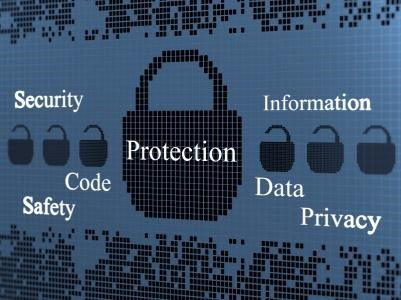 Security
Information
Protection
Code
Data
Safety
Privacy